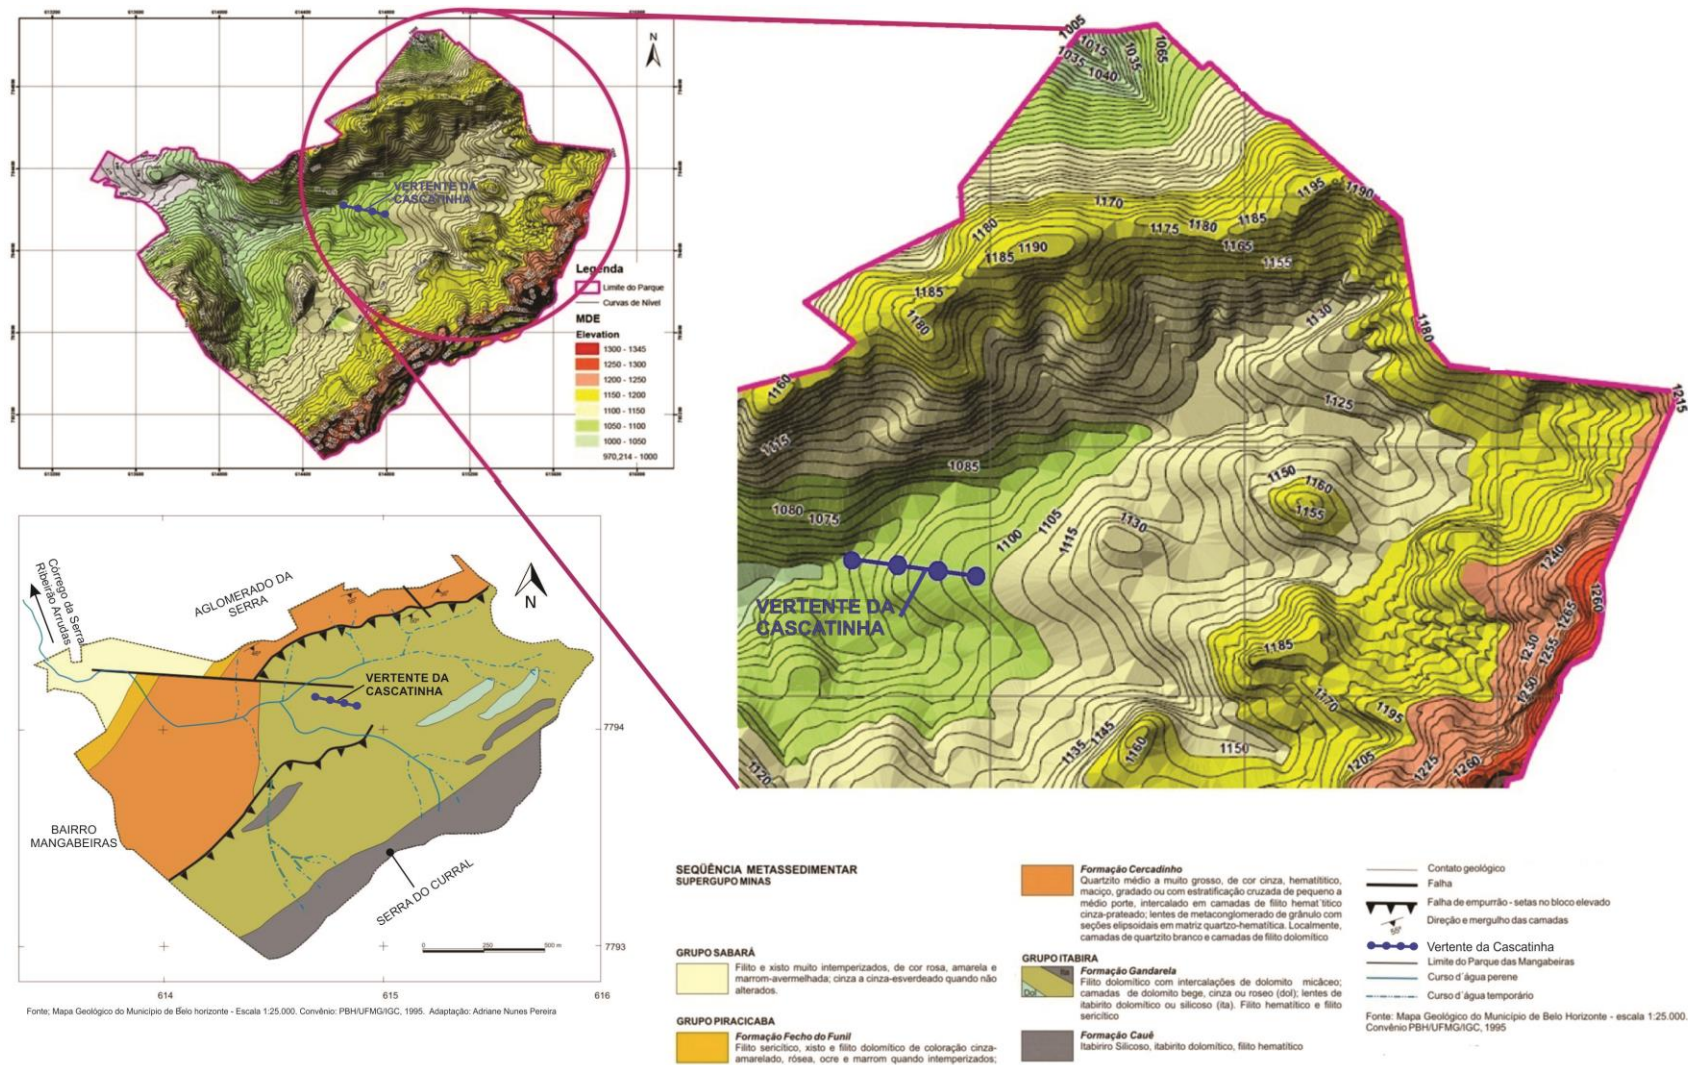 N
VERTENTE DA
CASCATINHA
Legenda
Limite do Parque
Curvas de Nível
MDE
Elevation
1300 - 1345
1250 - 1300
1200 - 1250
1150 - 1200
1100 - 1150
1050 - 1100
1000 - 1050
970,214 - 1000
1005
1015
1035
1040
1035
1065
1195
1190
1170
1180
1175
1180
1185
1190
1165
1185
1155
1185
1180
1130
1180
1160
1215
1125
1115
1085
1150
1160
1155
1080
1075
1105
1130
1100
1115
1240
1260
1265
VERTENTE DA
CASCATINHA
1185
1230
1255
1250
1170
1195
1145
1135
1160
1150
1205
1225
1260
1120
Córrego da Serra
Ribeirão Arrudas
AGLOMERADO DA
SERRA
N
VERTENTE DA
CASCATINHA
7794
BAIRRO
MANGABEIRAS
SERRA DO CURRAL
0 250 500 m
7793
614 615 616
Fonte; Mapa Geológico do Município de Belo horizonte - Escala 1:25.000. Convênio: PBH/UFMG/IGC, 1995. Adaptação: Adriane Nunes Pereira
SEQÜÊNCIA METASSEDIMENTAR
SUPERGUPO MINAS
GRUPO SABARÁ
Filito e xisto muito intemperizados, de cor rosa, amarela e
marrom-avermelhada; cinza a cinza-esverdeado quando não
alterados.
GRUPO PIRACICABA
Formação Fecho do Funil
Filito sericítico, xisto e filito dolomítico de coloração cinza-
amarelado, rósea, ocre e marrom quando intemperizados;
Formação Cercadinho
Quartzito médio a muito grosso, de cor cinza, hematítitico,
maciço, gradado ou com estratificação cruzada de pequeno a
médio porte, intercalado em camadas de filito hemat´titico
cinza-prateado; lentes de metaconglomerado de grânulo com
seções elipsoidais em matriz quartzo-hematítica. Localmente,
camadas de quartzito branco e camadas de filito dolomítico
GRUPO ITABIRA
Ita
Dol
Formação Gandarela
Filito dolomítico com intercalações de dolomito micáceo;
camadas de dolomito bege, cinza ou roseo (dol); lentes de
itabirito dolomítico ou silicoso (ita). Filito hematítico e filito
sericítico
Formação Cauê
Itabiriro Silicoso, itabirito dolomítico, filito hematítico
Contato geológico
Falha
Falha de empurrão - setas no bloco elevado
Direção e mergulho das camadas
55°
Vertente da Cascatinha
Limite do Parque das Mangabeiras
Curso d´água perene
Curso d´água temporário
Fonte: Mapa Geológico do Município de Belo Horizonte - escala 1:25.000.
Convênio PBH/UFMG/IGC, 1995